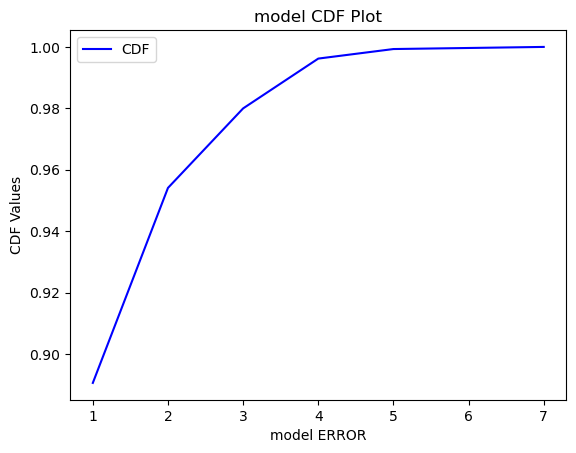 model CDF Plot
CDF
CDF Values
1.00
0.98
0.96
0.94
0.92
0.90
1 2 3 4 5 6 7
model ERROR